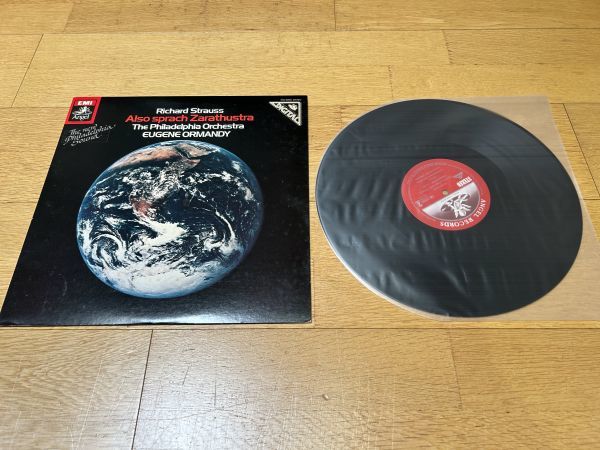 EMI
Angel
The new
Philadelphia
Sound
Richard Strauss
Also sprach Zarathustra
The Philadelphia Orchestra
EUGENE ORMANDY
DIGITAL
ANGEL RECORDS